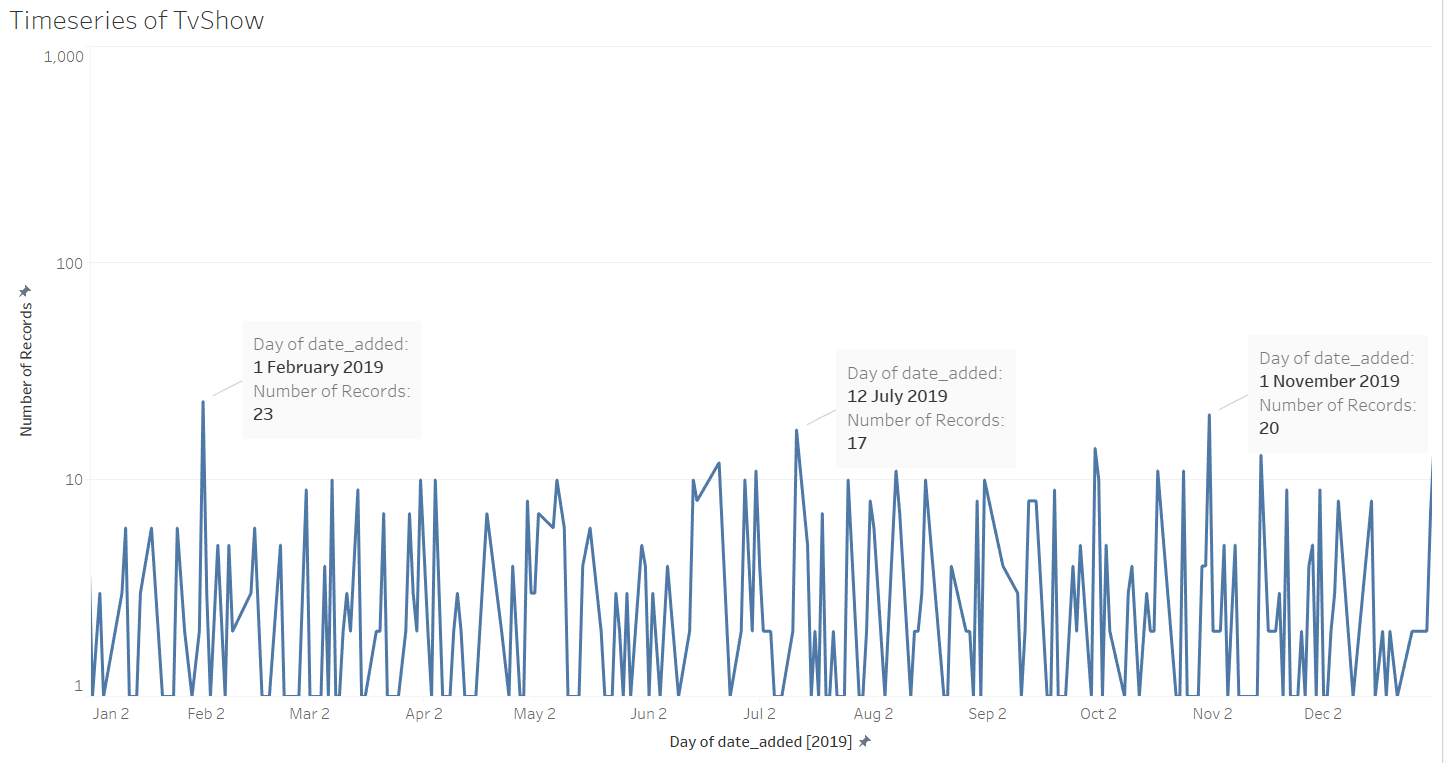 Timeseries of TvShow
1,000
100
10
1
Number of Records
Day of date_added:
1 February 2019
Number of Records:
23
Day of date_added:
12 July 2019
Number of Records:
17
Day of date_added:
1 November 2019
Number of Records:
20
Jan 2 Feb 2 Mar 2 Apr 2 May 2 Jun 2 Jul 2 Aug 2 Sep 2 Oct 2 Nov 2 Dec 2
Day of date_added [2019]